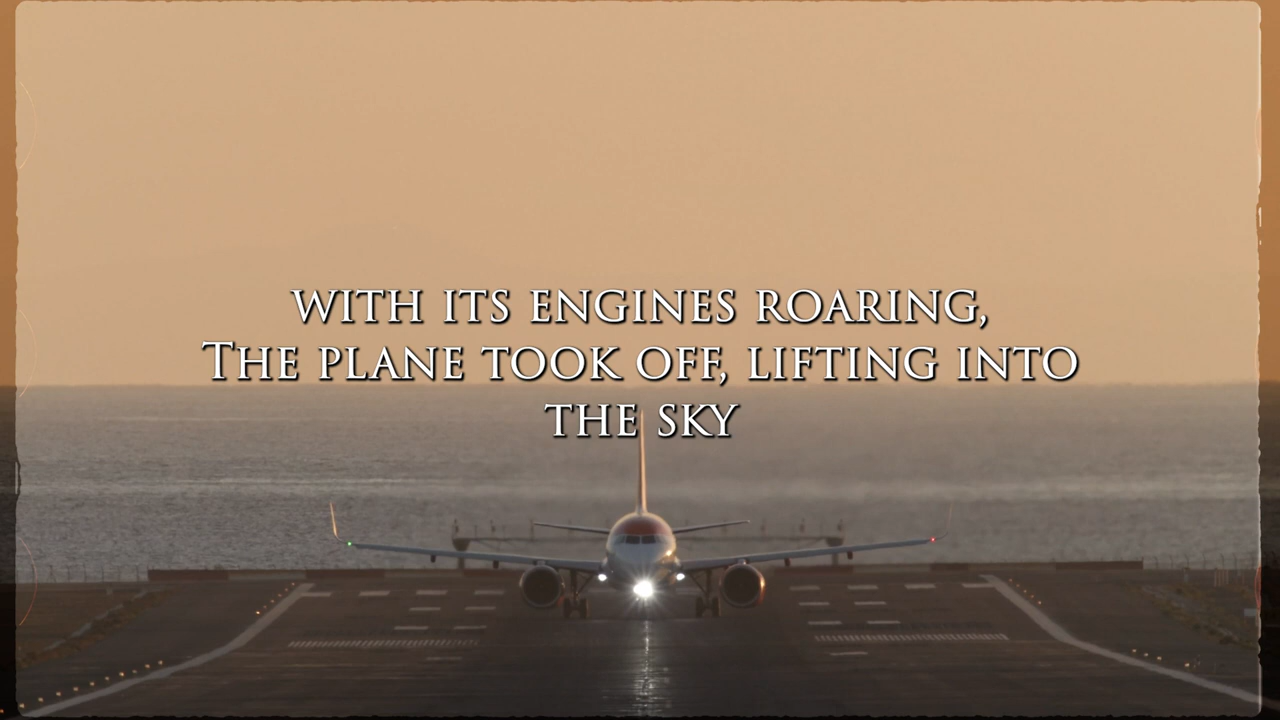 WITH ITS ENGINES ROARING,
THE PLANE TOOK OFF, LIFTING INTO
THE SKY